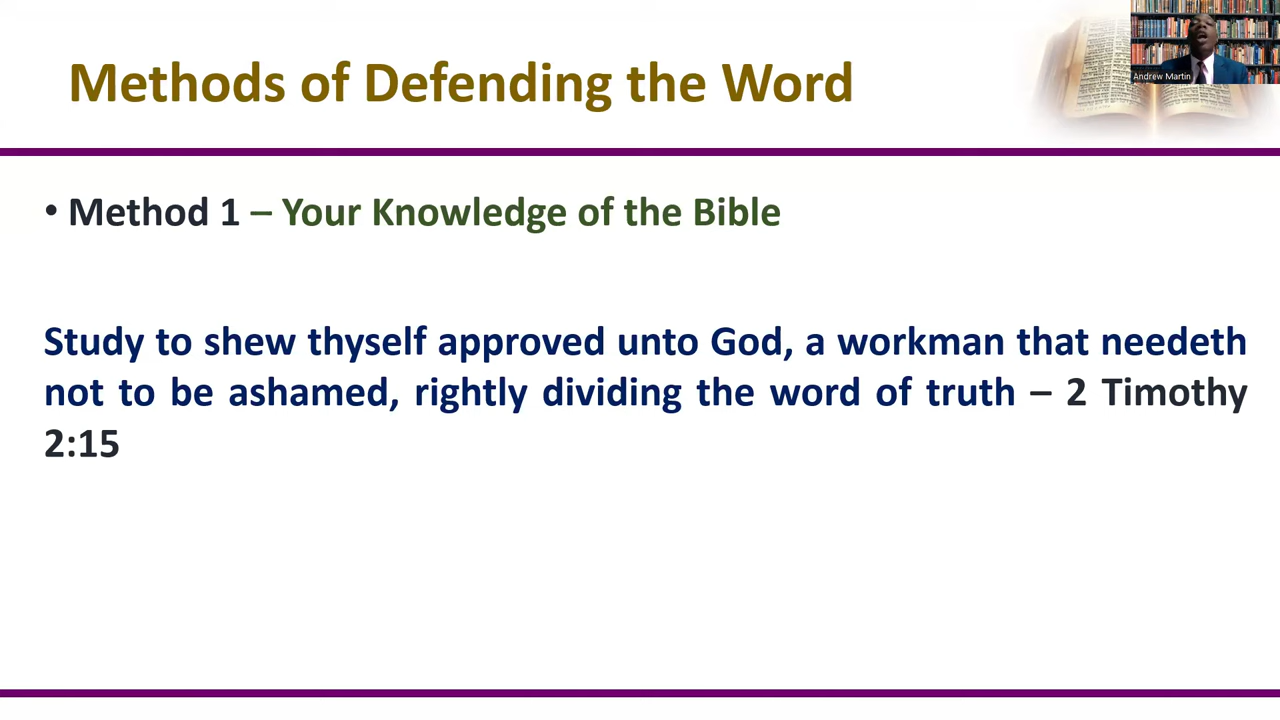 Methods of Defending the Word
Andrew Martin
• Method 1 – Your Knowledge of the Bible
Study to shew thyself approved unto God, a workman that needeth
not to be ashamed, rightly dividing the word of truth – 2 Timothy
2:15